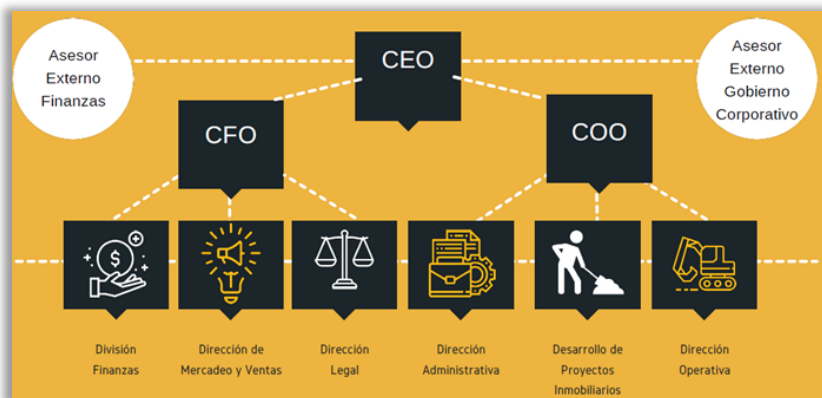 Asesor
Externo
Finanzas
CEO
Asesor
Externo
Gobierno
Corporativo
CFO
COO
$
División
Finanzas
Dirección de
Mercadeo y Ventas
Dirección
Legal
Dirección
Administrativa
Desarrollo de
Proyectos
Inmobiliarios
Dirección
Operativa